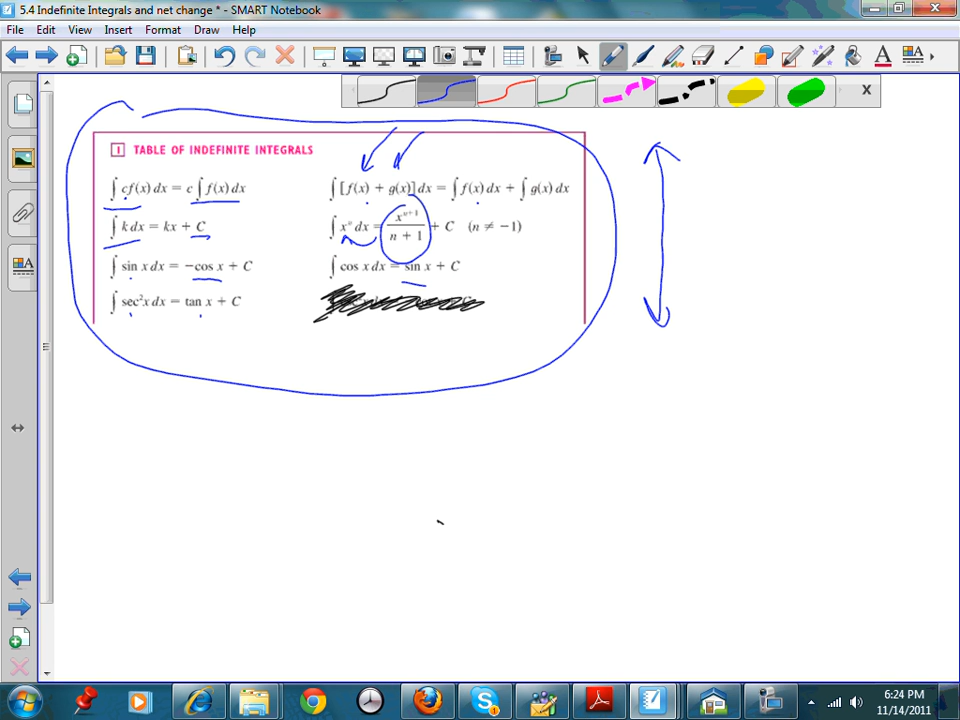 5.4 Indefinite Integrals and net change * - SMART Notebook
File Edit View Insert Format Draw Help
X
1 TABLE OF INDEFINITE INTEGRALS
∫ cf(x) dx = c ∫ f(x) dx
∫ [f(x) + g(x)] dx = ∫ f(x) dx + ∫ g(x) dx
∫ k dx = kx + C
∫ xⁿ dx = xⁿ⁺¹ / n + 1 + C (n ≠ −1)
∫ sin x dx = −cos x + C
∫ cos x dx = sin x + C
∫ sec²x dx = tan x + C
6:24 PM
11/14/2011